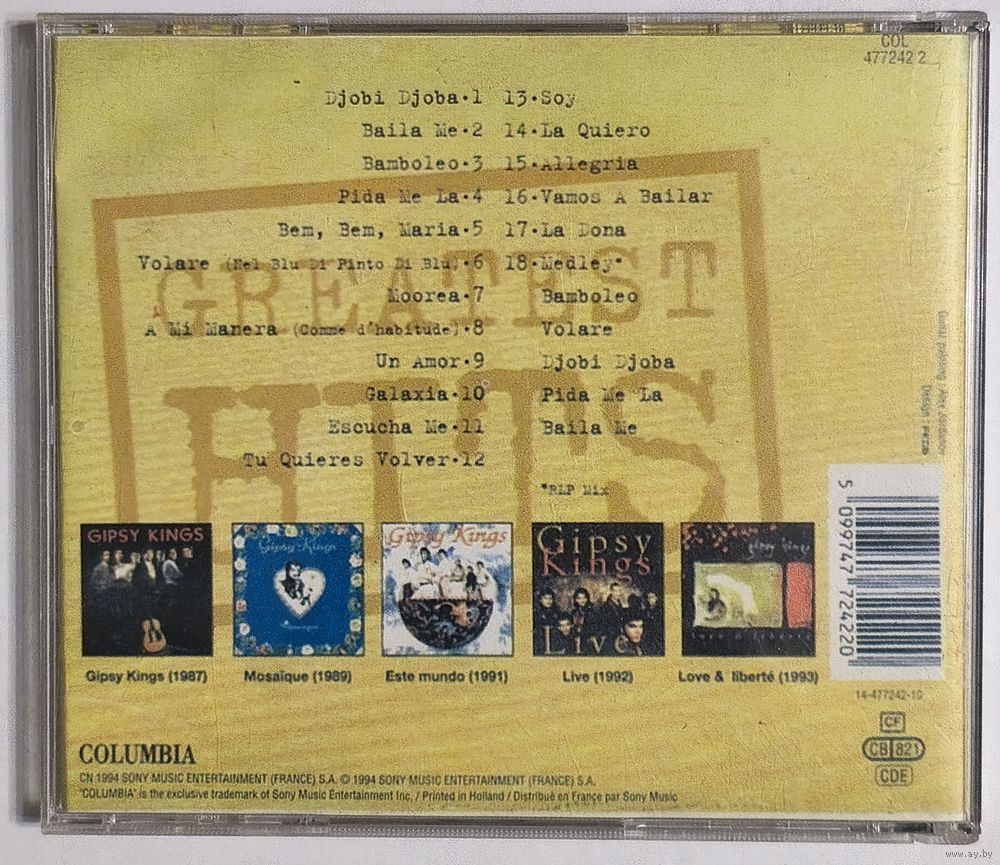 COL
477242 2
Djobi Djoba·1
Baila Me·2
Bamboleo·3
Pida Me La·4
Bem, Bem, Maria·5
Volare (Nel Blu Di Pinto Di Blu)·6
Moorea·7
A Mi Manera (Comme d'habitude)·8
Un Amor·9
Galaxia·10
Escucha Me·11
Tu Quieres Volver·12
13·Soy
14·La Quiero
15·Allegria
16·Vamos A Bailar
17·La Dona
18·Medley*
Bamboleo
Volare
Djobi Djoba
Pida Me La
Baila Me
*RLP Mix
GREATEST
HITS
Design
GIPSY KINGS
Gipsy Kings
Gipsy Kings
Gipsy
Kings
Live
gipsy kings
love & liberté
Gipsy Kings (1987)
Mosaïque (1989)
Este mundo (1991)
Live (1992)
Love & liberté (1993)
5 099747 724220
14-477242-10
CF
CB 821
CDE
COLUMBIA
CN 1994 SONY MUSIC ENTERTAINMENT (FRANCE) S.A. © 1994 SONY MUSIC ENTERTAINMENT (FRANCE) S.A.
"COLUMBIA" is the exclusive trademark of Sony Music Entertainment Inc. / Printed in Holland / Distribué en France par Sony Music
www.ay.by